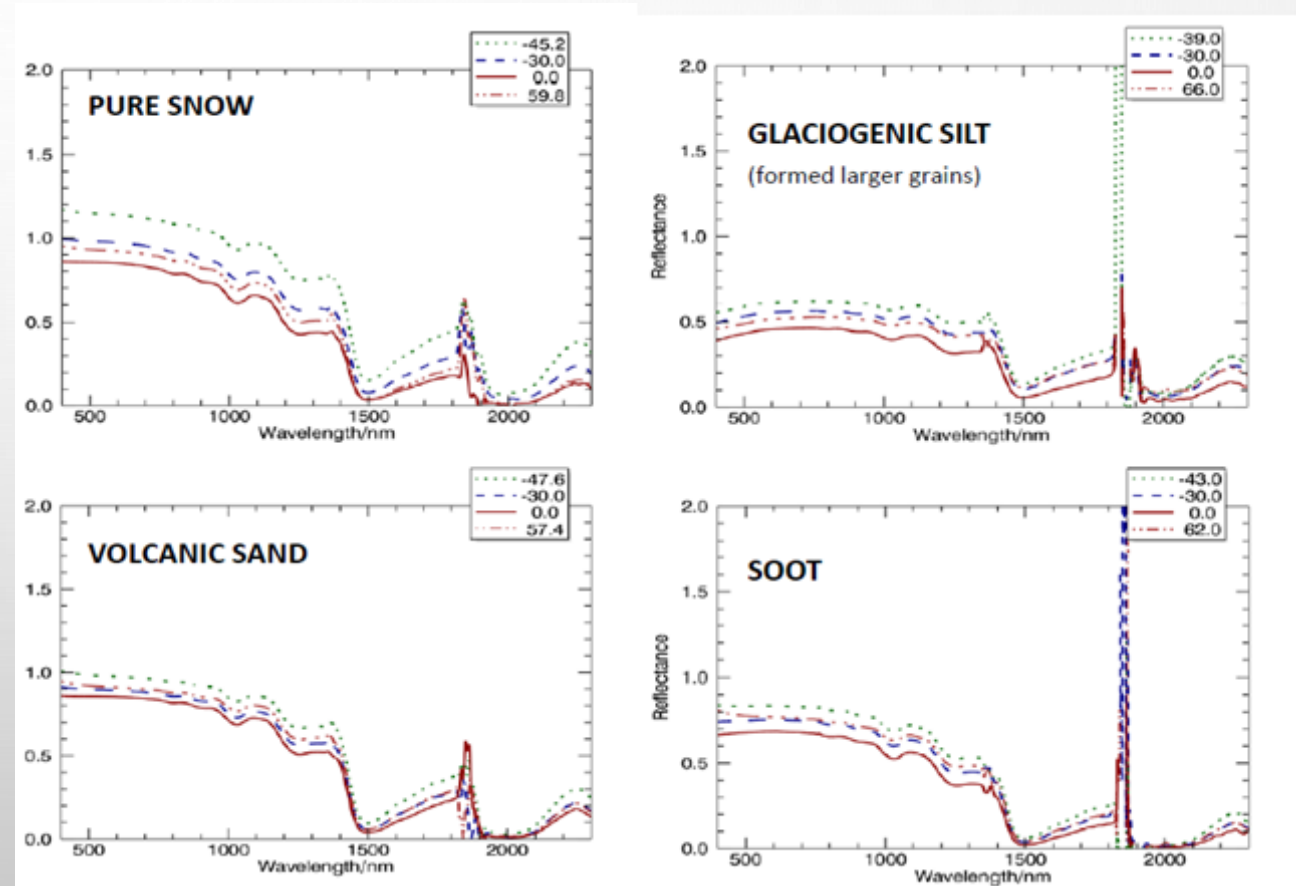 -45.2
-30.0
0.0
59.8
PURE SNOW
2.0
1.5
1.0
0.5
0.0
500 1000 1500 2000
Wavelength/nm
-39.0
-30.0
0.0
66.0
GLACIOGENIC SILT
(formed larger grains)
Reflectance
2.0
1.5
1.0
0.5
0.0
500 1000 1500 2000
Wavelength/nm
-47.6
-30.0
0.0
57.4
VOLCANIC SAND
2.0
1.5
1.0
0.5
0.0
500 1000 1500 2000
Wavelength/nm
-43.0
-30.0
0.0
62.0
SOOT
Reflectance
2.0
1.5
1.0
0.5
0.0
500 1000 1500 2000
Wavelength/nm